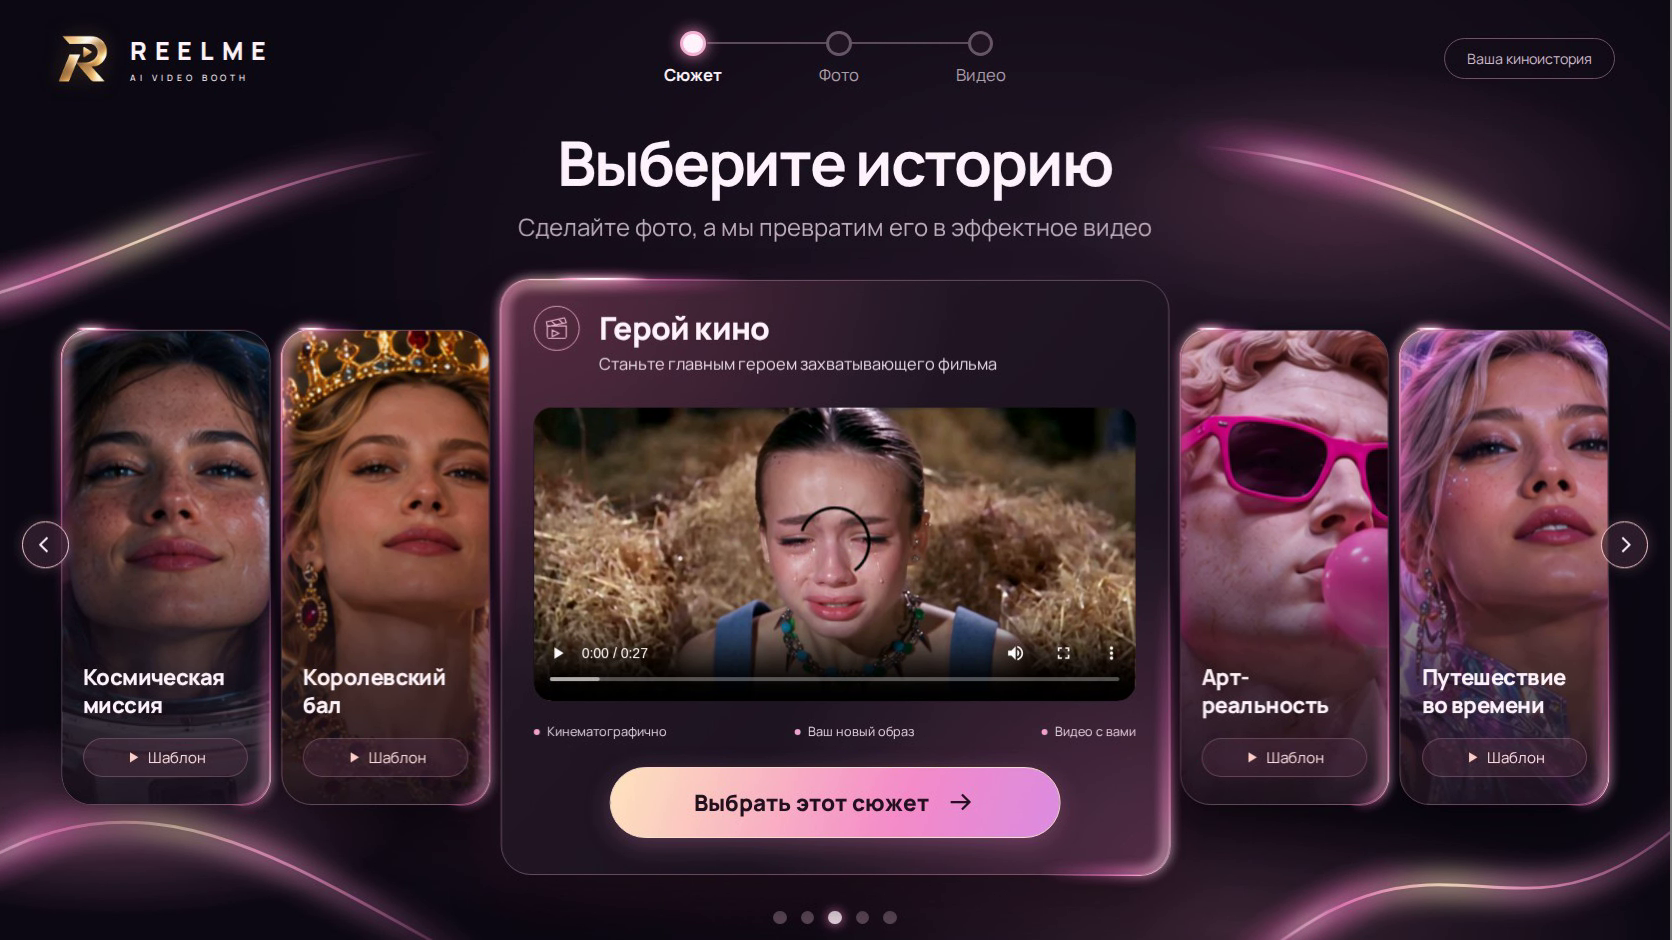 REELME
AI VIDEO BOOTH
Сюжет
Фото
Видео
Ваша киноистория
Выберите историю
Сделайте фото, а мы превратим его в эффектное видео
Космическая
миссия
Шаблон
Королевский
бал
Шаблон
Герой кино
Станьте главным героем захватывающего фильма
0:00 / 0:27
Кинематографично
Ваш новый образ
Видео с вами
Выбрать этот сюжет
Арт-
реальность
Шаблон
Путешествие
во времени
Шаблон